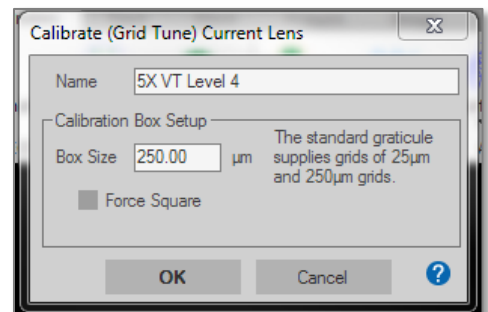 Calibrate (Grid Tune) Current Lens
Name 5X VT Level 4
Calibration Box Setup
Box Size 250.00 µm
The standard graticule
supplies grids of 25µm
and 250µm grids.
Force Square
OK Cancel ?